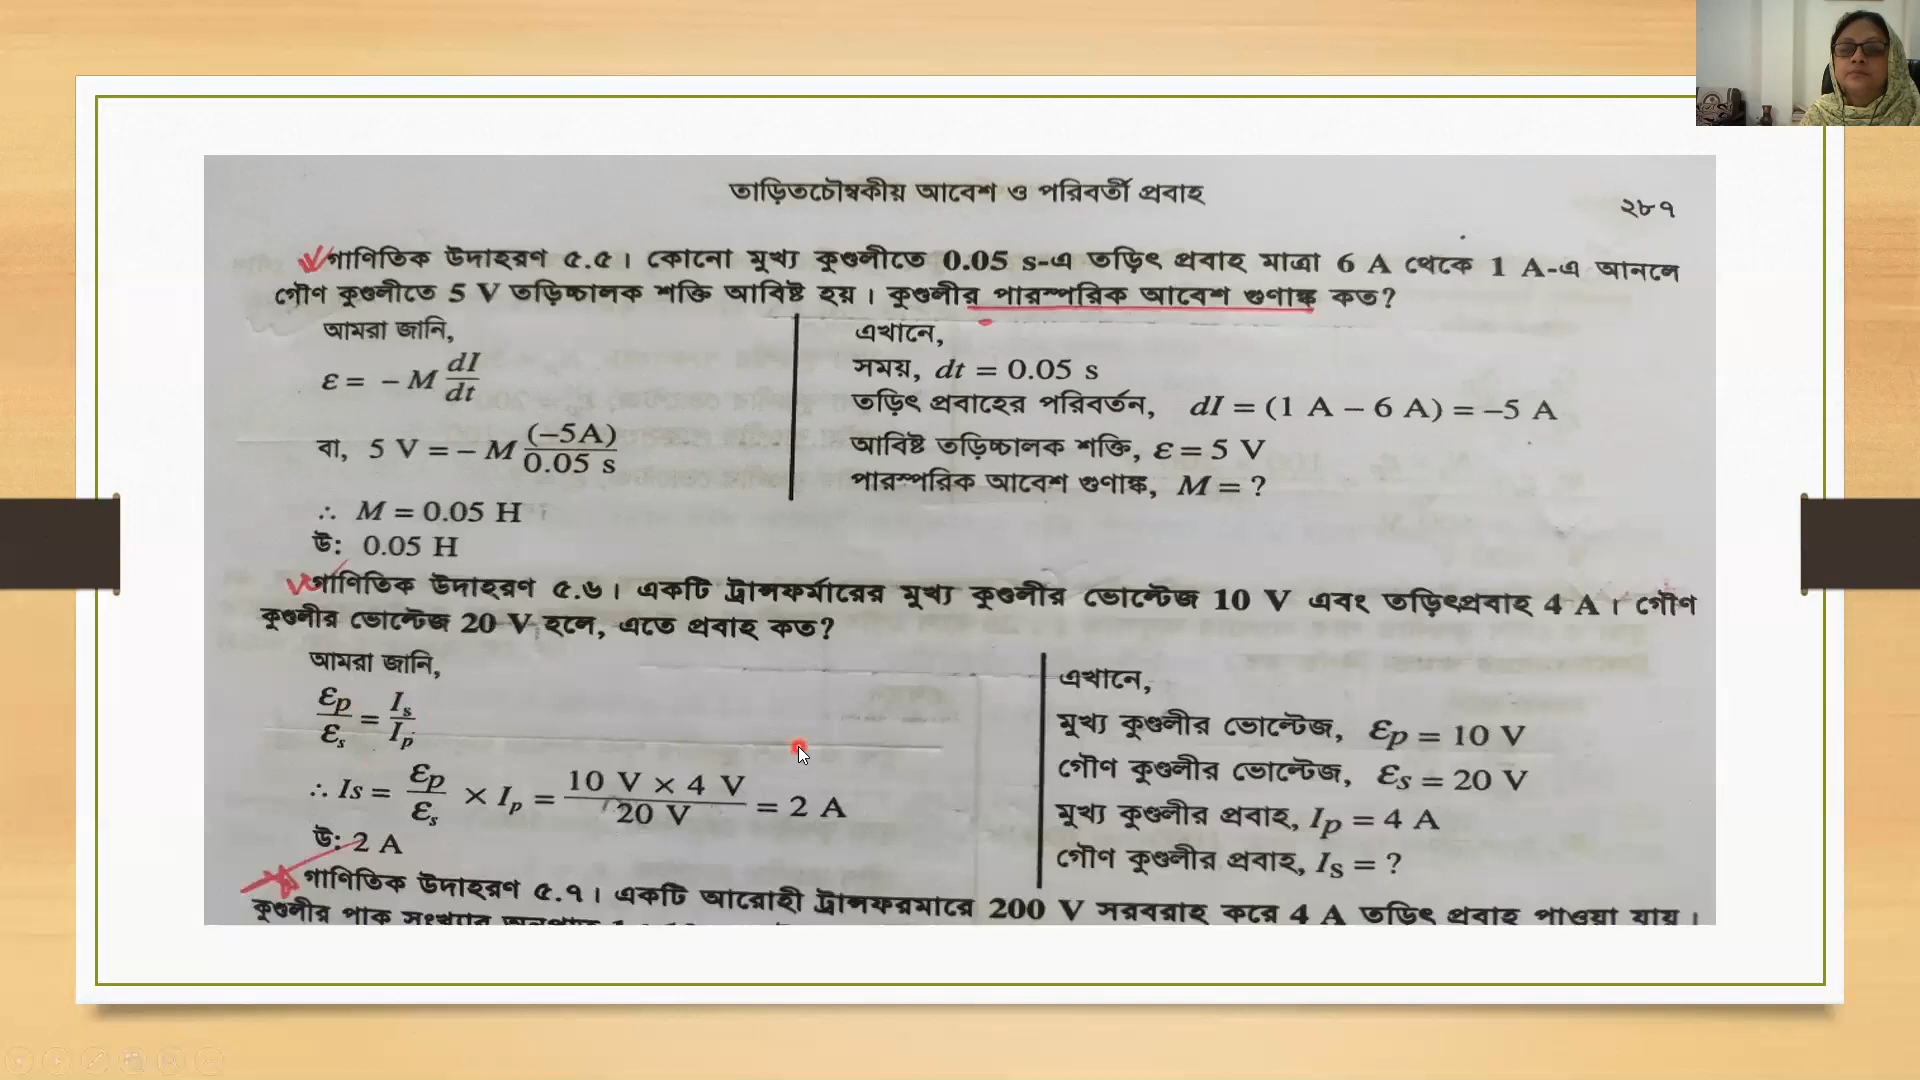 তাড়িতচৌম্বকীয় আবেশ ও পরিবর্তী প্রবাহ
২৮৭
গাণিতিক উদাহরণ ৫.৫। কোনো মুখ্য কুণ্ডলীতে 0.05 s-এ তড়িৎ প্রবাহ মাত্রা 6 A থেকে 1 A-এ আনলে
গৌণ কুণ্ডলীতে 5 V তড়িচ্চালক শক্তি আবিষ্ট হয়। কুণ্ডলীর পারস্পরিক আবেশ গুণাঙ্ক কত?
আমরা জানি,
ε = − M dI/dt
বা, 5 V = − M (−5A)/0.05 s
∴ M = 0.05 H
উ: 0.05 H
এখানে,
সময়, dt = 0.05 s
তড়িৎ প্রবাহের পরিবর্তন, dI = (1 A − 6 A) = −5 A
আবিষ্ট তড়িচ্চালক শক্তি, ε = 5 V
পারস্পরিক আবেশ গুণাঙ্ক, M = ?
গাণিতিক উদাহরণ ৫.৬। একটি ট্রান্সফর্মারের মুখ্য কুণ্ডলীর ভোল্টেজ 10 V এবং তড়িৎপ্রবাহ 4 A। গৌণ
কুণ্ডলীর ভোল্টেজ 20 V হলে, এতে প্রবাহ কত?
আমরা জানি,
εp/εs = Is/Ip
∴ Is = εp/εs × Ip = 10 V × 4 V/20 V = 2 A
উ: 2 A
এখানে,
মুখ্য কুণ্ডলীর ভোল্টেজ, εp = 10 V
গৌণ কুণ্ডলীর ভোল্টেজ, εs = 20 V
মুখ্য কুণ্ডলীর প্রবাহ, Ip = 4 A
গৌণ কুণ্ডলীর প্রবাহ, Is = ?
গাণিতিক উদাহরণ ৫.৭। একটি আরোহী ট্রান্সফরমারে 200 V সরবরাহ করে 4 A তড়িৎ প্রবাহ পাওয়া যায়।
কুণ্ডলীর পাক সংখ্যার অনুপাত